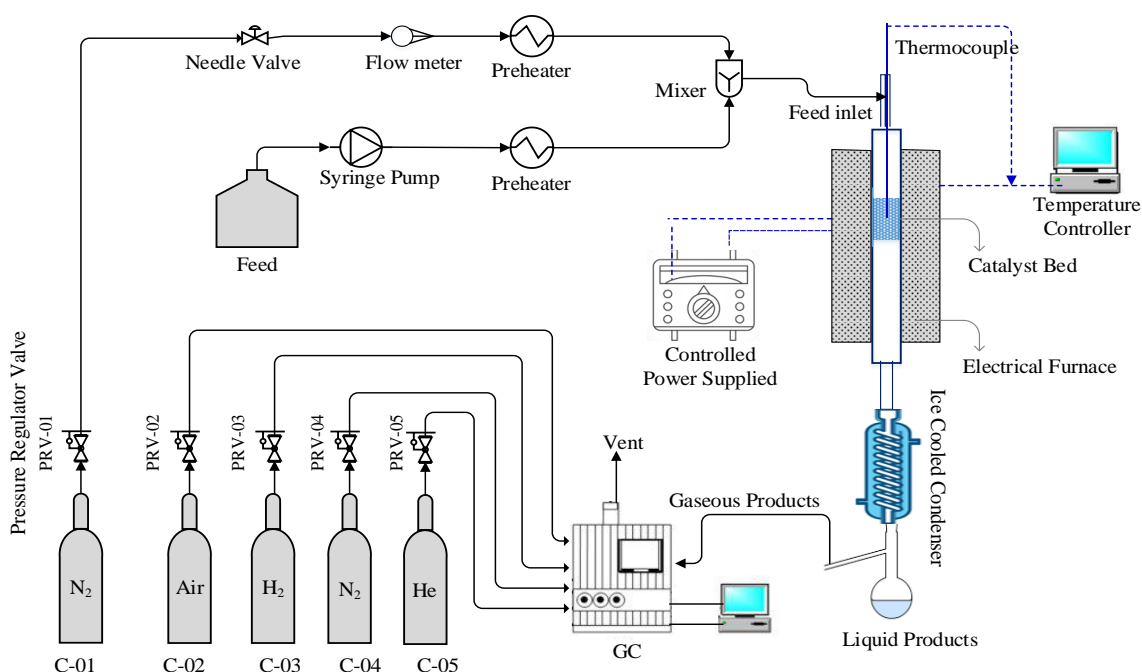 Thermocouple
Needle Valve
Flow meter
Preheater
Mixer
Feed inlet
Syringe Pump
Preheater
Temperature
Controller
Feed
Catalyst Bed
Controlled
Power Supplied
Electrical Furnace
Pressure Regulator Valve
PRV-01
PRV-02
PRV-03
PRV-04
PRV-05
Ice Cooled Condenser
Vent
Gaseous Products
N₂
Air
H₂
N₂
He
Liquid Products
GC
C-01
C-02
C-03
C-04
C-05